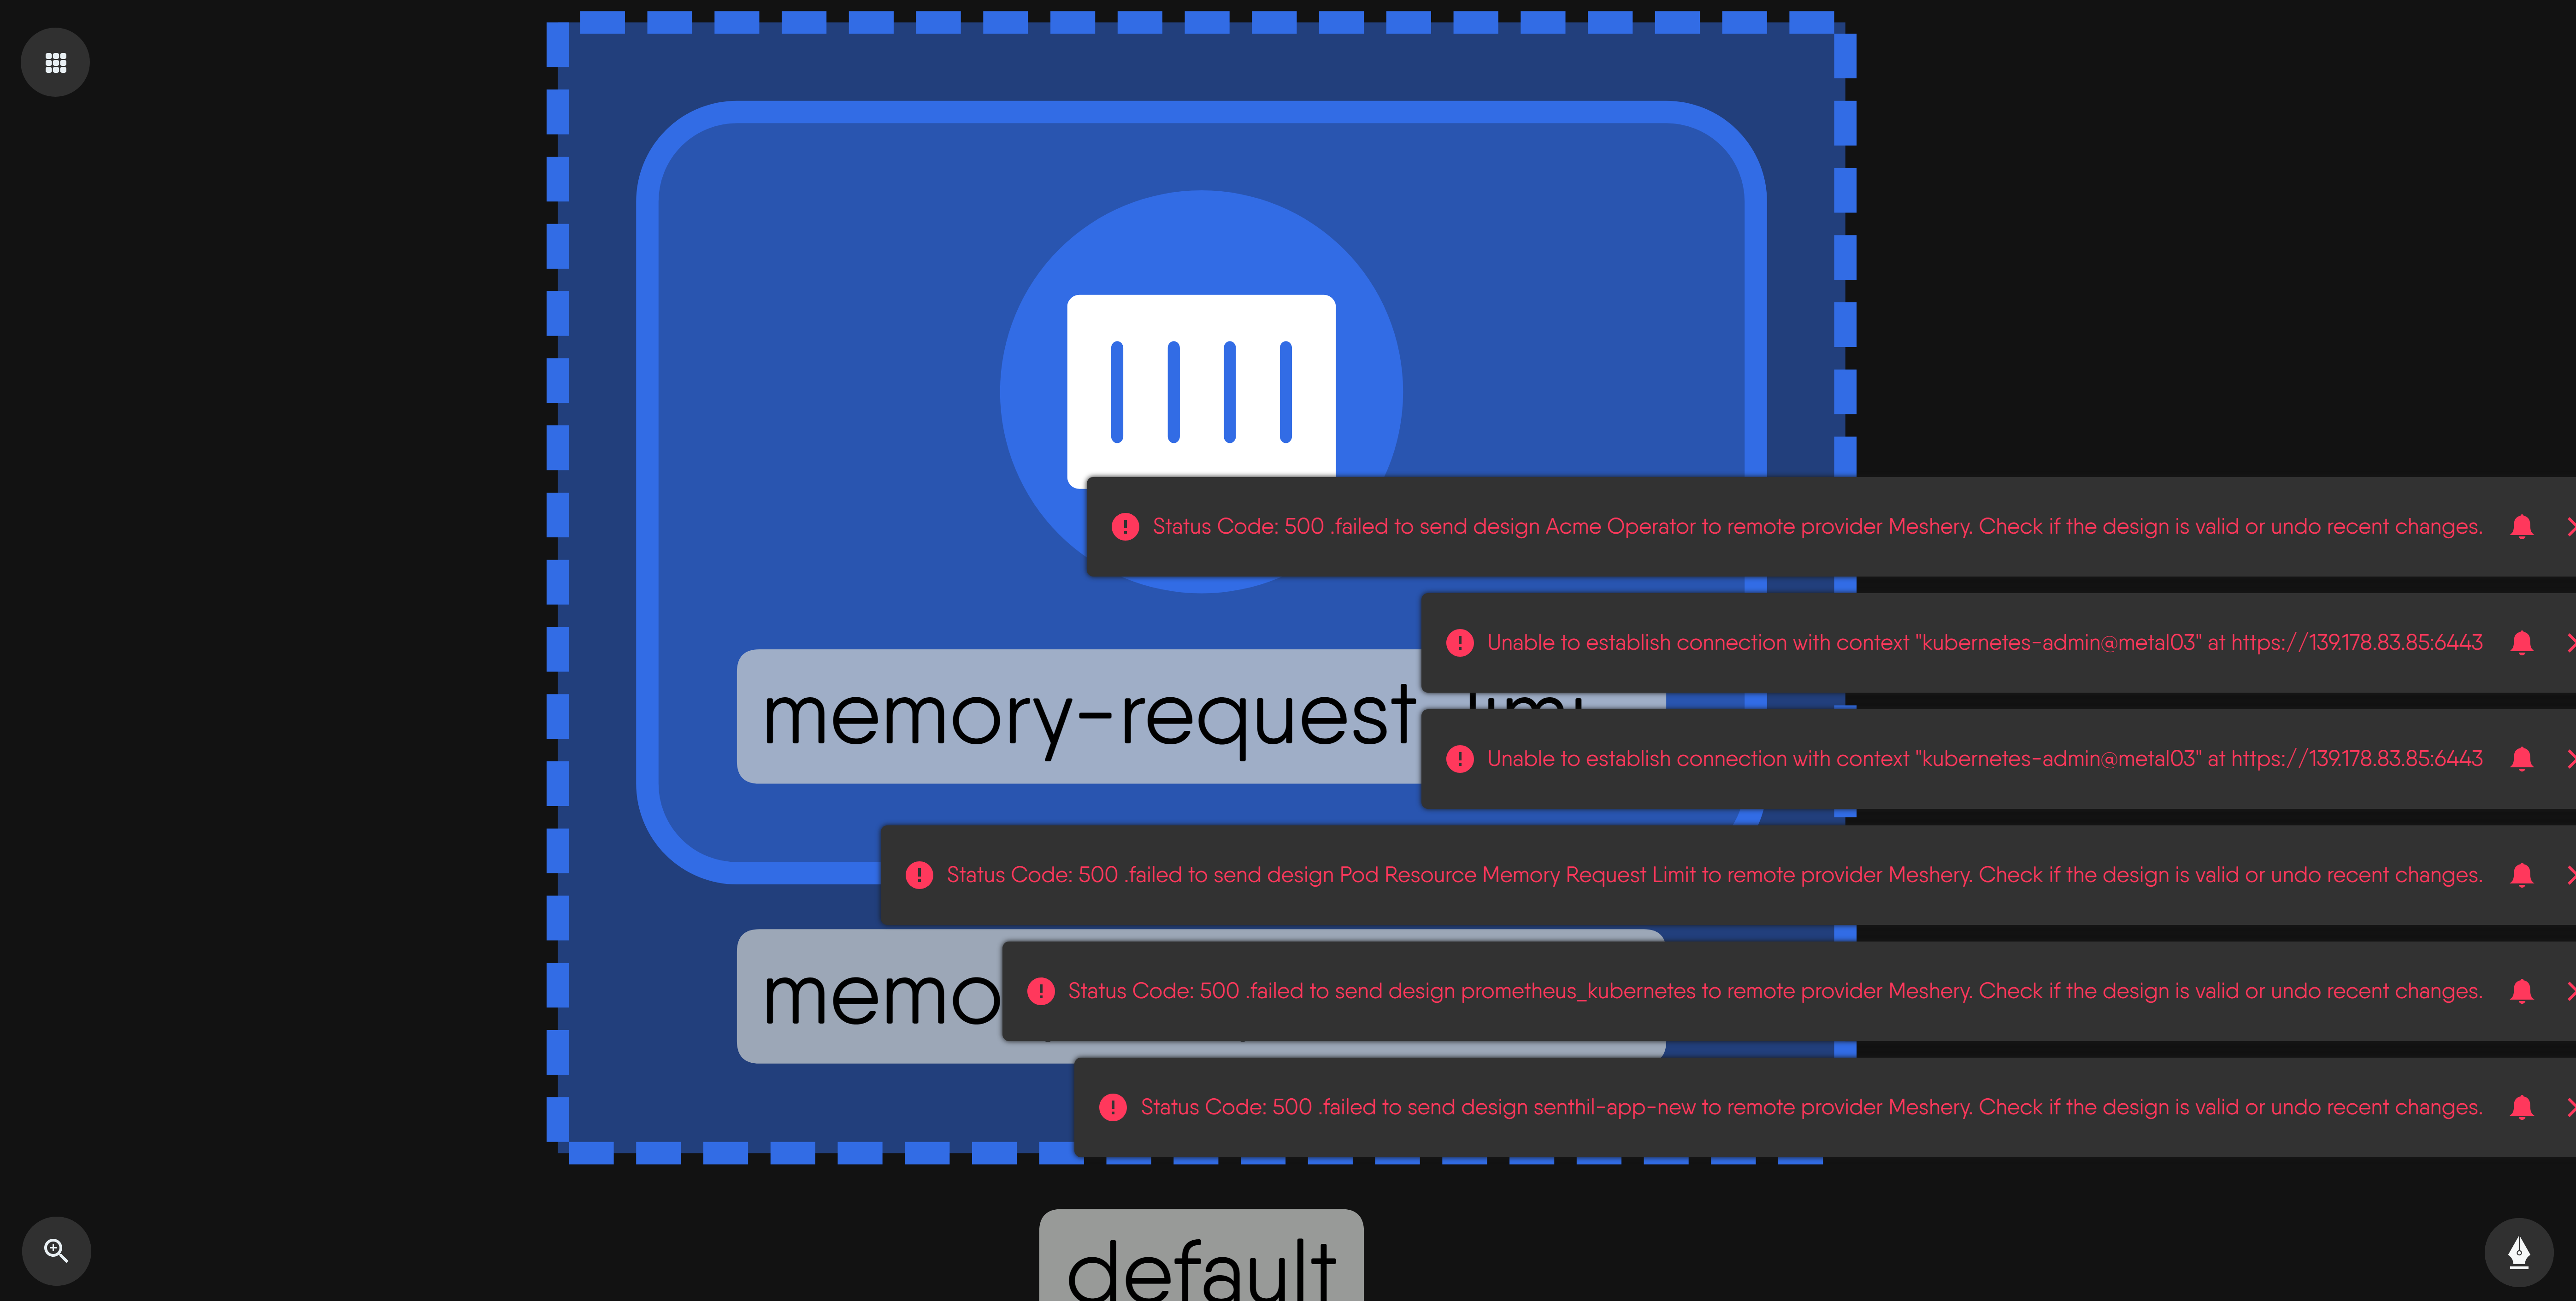 Status Code: 500 .failed to send design Acme Operator to remote provider Meshery. Check if the design is valid or undo recent changes.
Unable to establish connection with context "kubernetes-admin@metal03" at https://139.178.83.85:6443
memory-request
Unable to establish connection with context "kubernetes-admin@metal03" at https://139.178.83.85:6443
Status Code: 500 .failed to send design Pod Resource Memory Request Limit to remote provider Meshery. Check if the design is valid or undo recent changes.
memo
Status Code: 500 .failed to send design prometheus_kubernetes to remote provider Meshery. Check if the design is valid or undo recent changes.
Status Code: 500 .failed to send design senthil-app-new to remote provider Meshery. Check if the design is valid or undo recent changes.
default